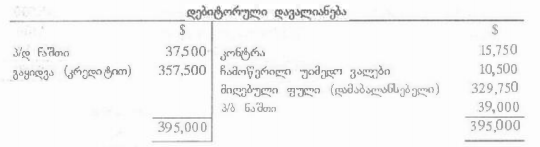 დებიტორული დავალიანება
$ $
პ/დ ნაშთი 37,500 კონტრა 15,750
გაყიდვა (კრედიტით) 357,500 ჩამოწერილი უიმედო ვალები 10,500
მიღებული ფული (დამაბალანსებელი) 329,750
პ/ბ ნაშთი 39,000
395,000 395,000